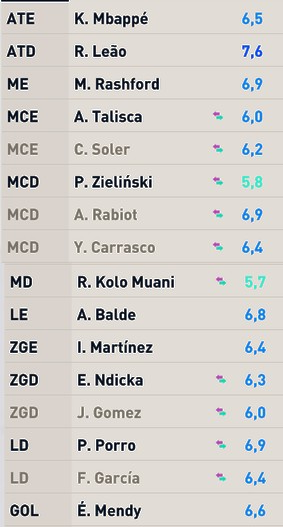 ATE K. Mbappé 6,5
ATD R. Leão 7,6
ME M. Rashford 6,9
MCE A. Talisca 6,0
MCE C. Soler 6,2
MCD P. Zieliński 5,8
MCD A. Rabiot 6,9
MCD Y. Carrasco 6,4
MD R. Kolo Muani 5,7
LE A. Balde 6,8
ZGE I. Martínez 6,4
ZGD E. Ndicka 6,3
ZGD J. Gomez 6,0
LD P. Porro 6,9
LD F. García 6,4
GOL É. Mendy 6,6